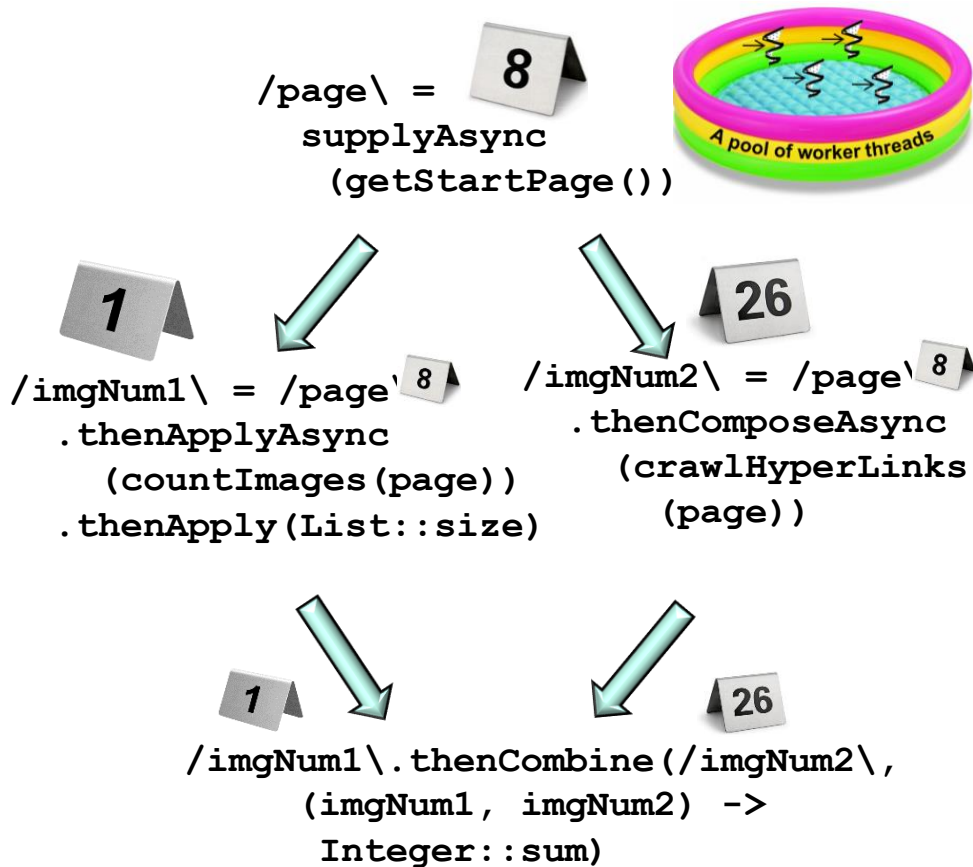 8
/page\ =
supplyAsync
(getStartPage())
A pool of worker threads
1
26
/imgNum1\ = /page\ 8
.thenApplyAsync
(countImages(page))
.thenApply(List::size)
/imgNum2\ = /page\ 8
.thenComposeAsync
(crawlHyperLinks
(page))
1
26
/imgNum1\.thenCombine(/imgNum2\,
(imgNum1, imgNum2) ->
Integer::sum)